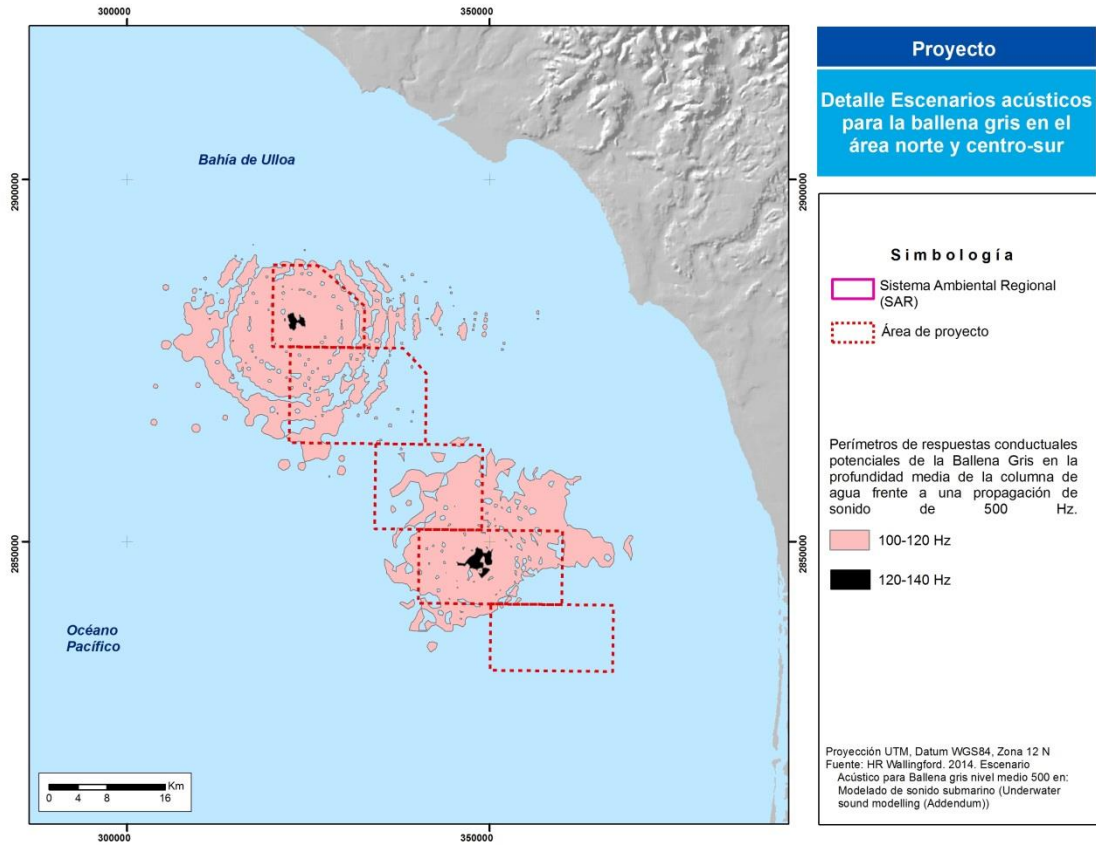 300000
350000
Proyecto
Detalle Escenarios acústicos
para la ballena gris en el
área norte y centro-sur
Bahía de Ulloa
2900000
2900000
Simbología
Sistema Ambiental Regional
(SAR)
Área de proyecto
Perímetros de respuestas conductuales
potenciales de la Ballena Gris en la
profundidad media de la columna de
agua frente a una propagación de
sonido de 500 Hz.
100-120 Hz
120-140 Hz
2850000
2850000
Océano
Pacífico
Proyección UTM, Datum WGS84, Zona 12 N
Fuente: HR Wallingford. 2014. Escenario
Acústico para Ballena gris nivel medio 500 en:
Modelado de sonido submarino (Underwater
sound modelling (Addendum))
Km
0 4 8 16
300000
350000